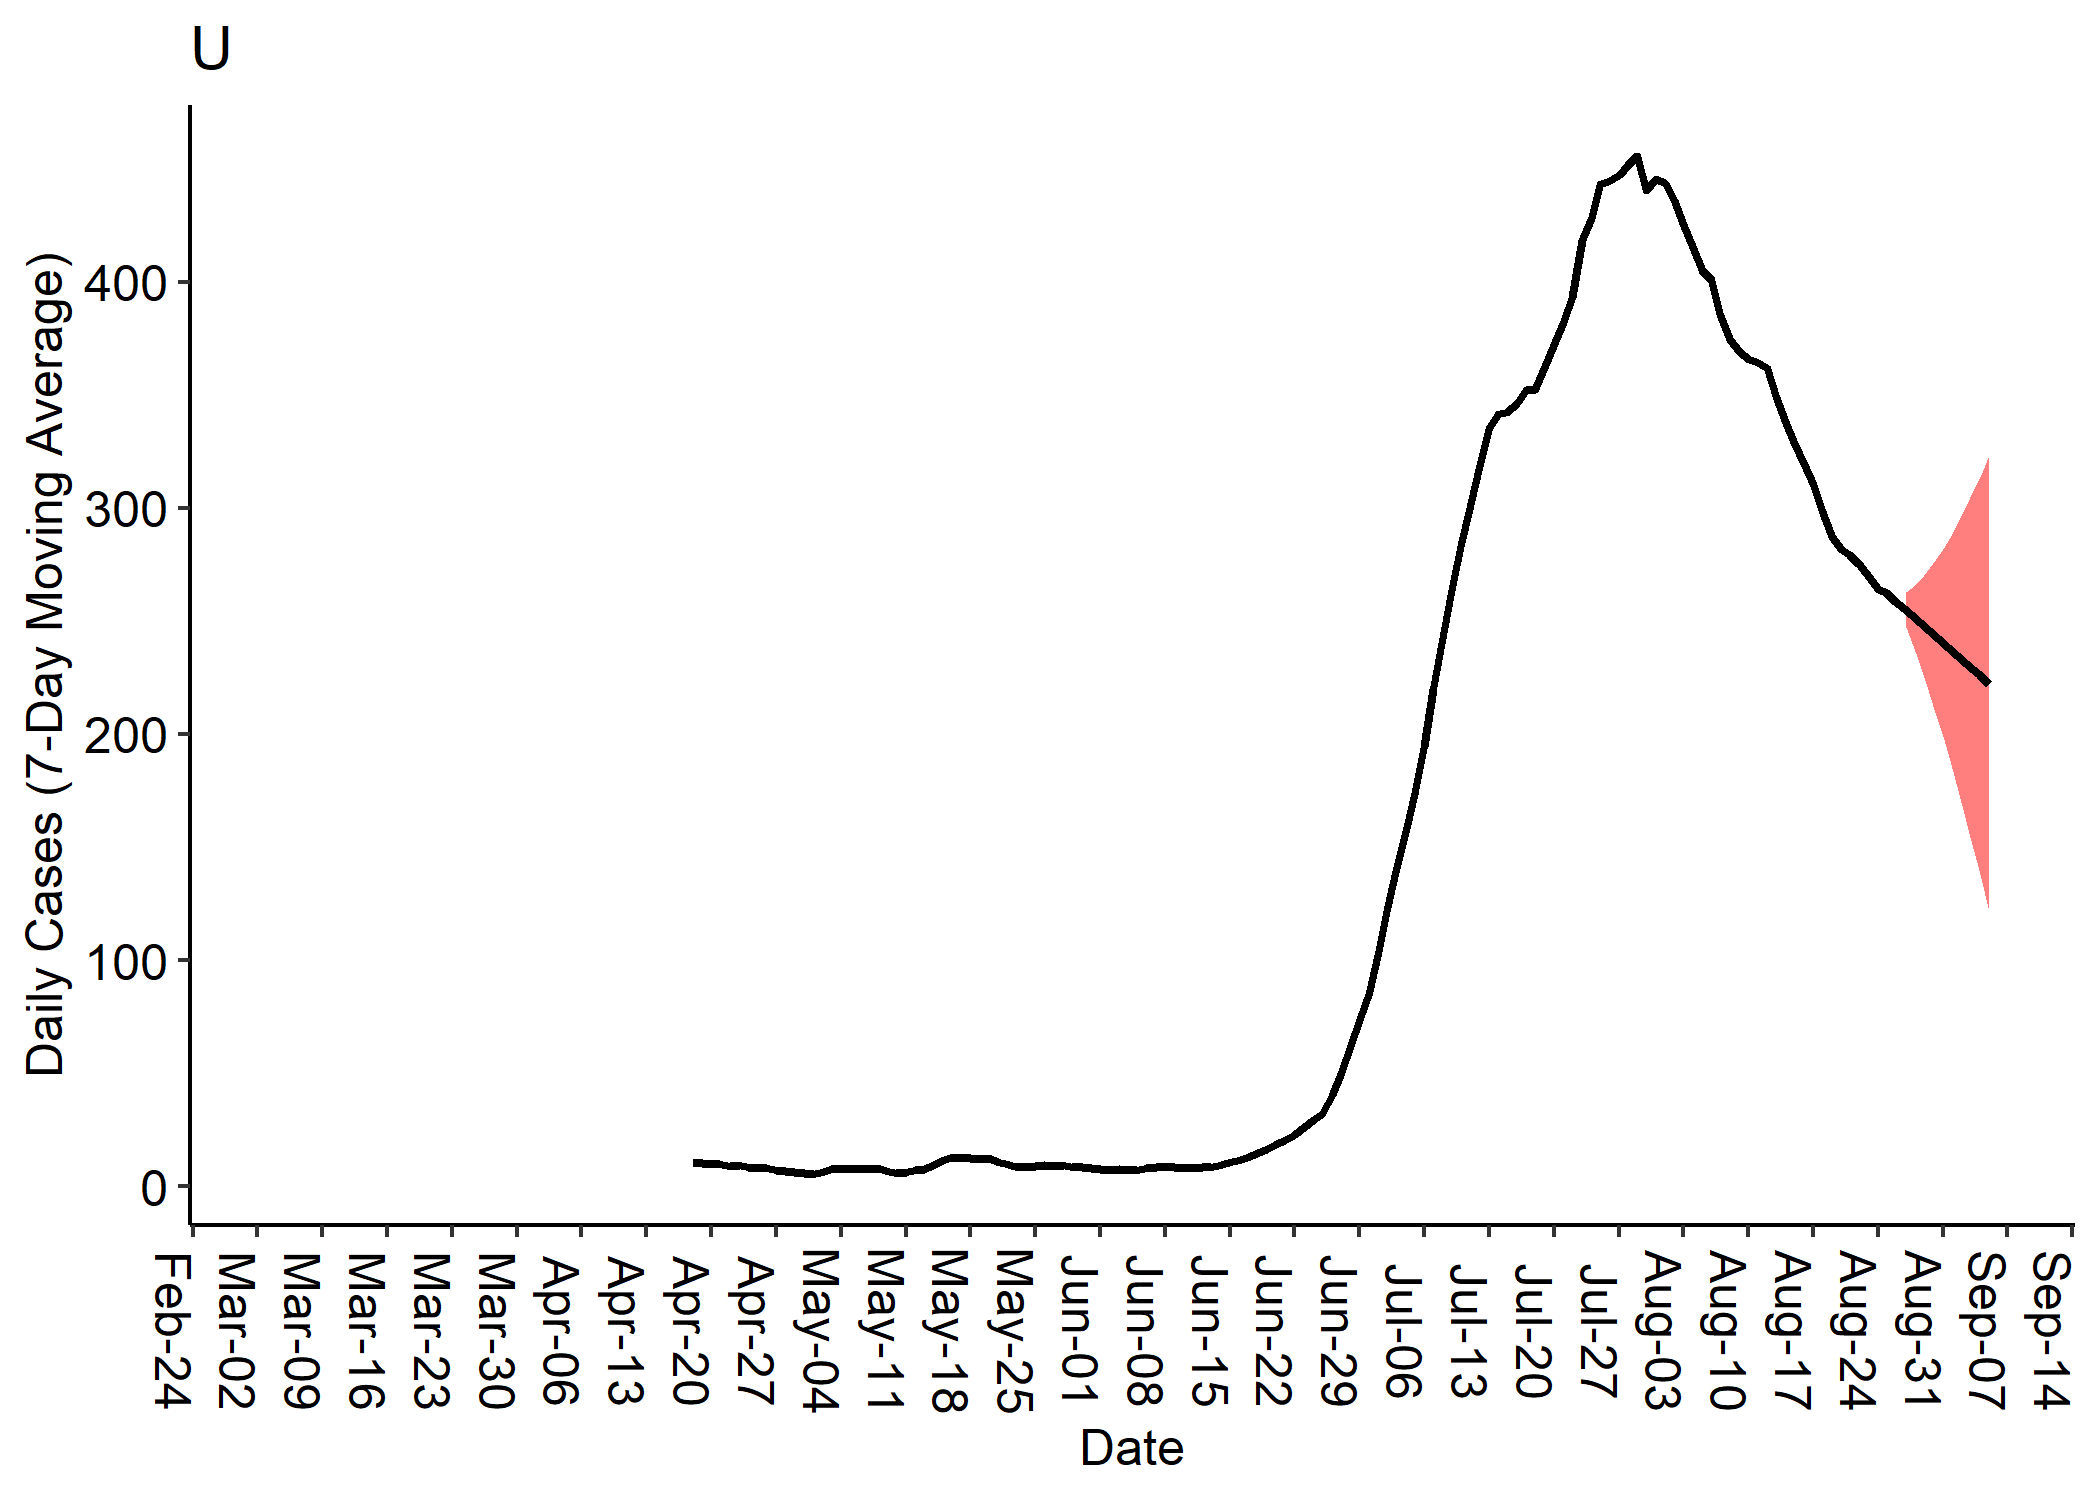 U
Daily Cases (7-Day Moving Average)
400
300
200
100
0
Feb-24
Mar-02
Mar-09
Mar-16
Mar-23
Mar-30
Apr-06
Apr-13
Apr-20
Apr-27
May-04
May-11
May-18
May-25
Jun-01
Jun-08
Jun-15
Jun-22
Jun-29
Jul-06
Jul-13
Jul-20
Jul-27
Aug-03
Aug-10
Aug-17
Aug-24
Aug-31
Sep-07
Sep-14
Date